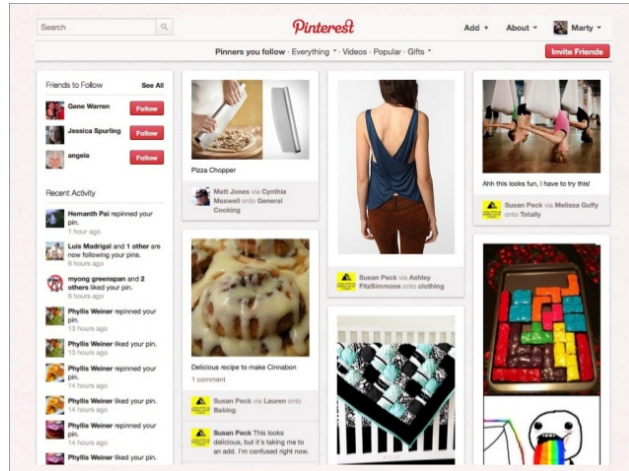 Search
Pinterest
Add +
About
Marty
Pinners you follow · Everything · Videos · Popular · Gifts
Invite Friends
Friends to Follow
See All
Gene Warren
Follow
Jessica Spurling
Follow
angela
Follow
Recent Activity
Hemanth Pai repinned your
pin.
1 hour ago
Luis Madrigal and 1 other are
now following your pins.
9 hours ago
myong greenspan and 2
others liked your pin.
9 hours ago
Phyllis Weiner repinned your
pin.
13 hours ago
Phyllis Weiner liked your pin.
13 hours ago
Phyllis Weiner repinned your
pin.
14 hours ago
Phyllis Weiner liked your pin.
14 hours ago
Phyllis Weiner repinned your
pin.
14 hours ago
Phyllis Weiner liked your pin.
14 hours ago
Pizza Chopper
Matt Jones via Cynthia
Maxwell onto General
Cooking
Delicious recipe to make Cinnabon
1 comment
Susan Peck via Lauren onto
Baking
Susan Peck This looks
delicious, but it's taking me to
an add. I'm confused right now.
Susan Peck via Ashley
FitzSimmons onto clothing
Ahh this looks fun, I have to try this!
Susan Peck via Melissa Guffy
onto Totally